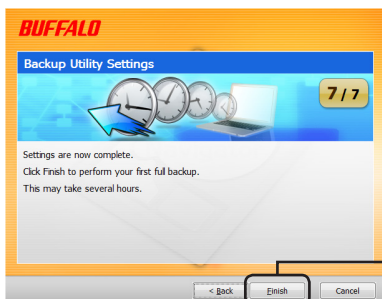 BUFFALO
Backup Utility Settings
7 / 7
Settings are now complete.
Click Finish to perform your first full backup.
This may take several hours.
< Back
Finish
Cancel